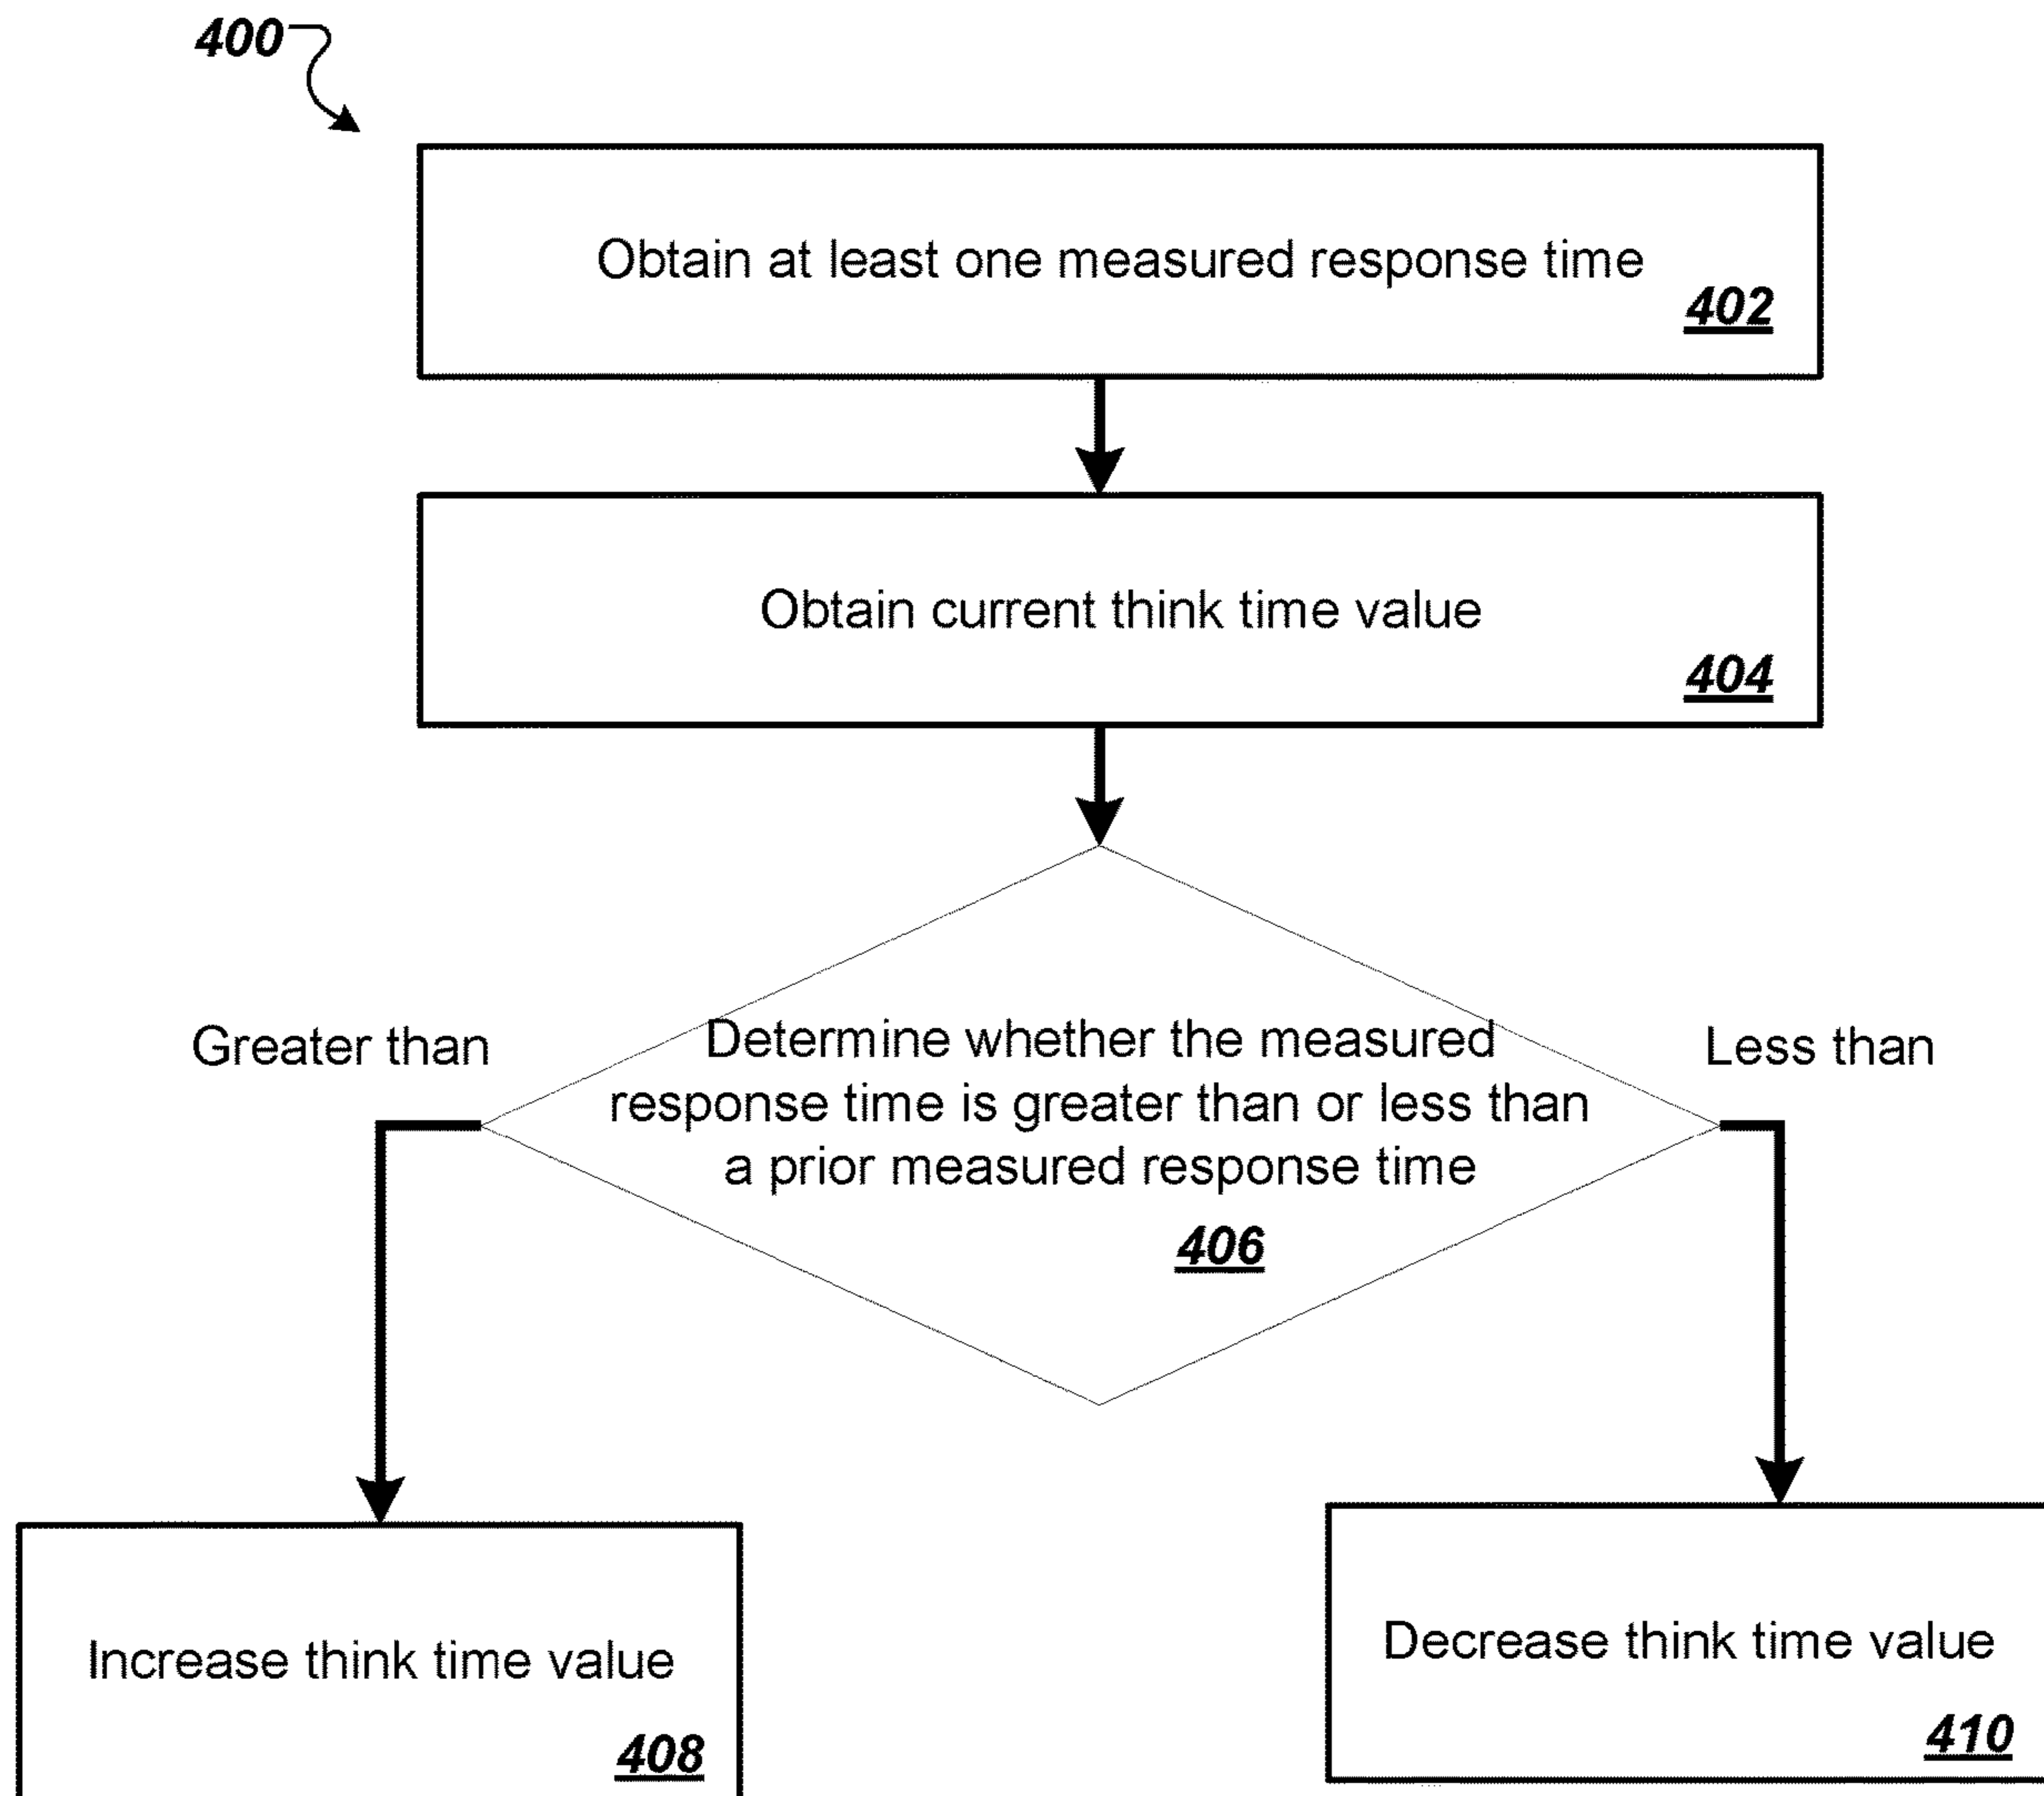 400
Obtain at least one measured response time
402
Obtain current think time value
404
Greater than
Less than
Determine whether the measured
response time is greater than or less than
a prior measured response time
406
Increase think time value
408
Decrease think time value
410